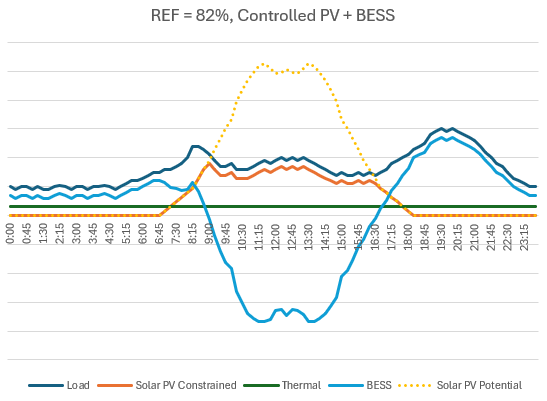 REF = 82%, Controlled PV + BESS
0:00 0:45 1:30 2:15 3:00 3:45 4:30 5:15 6:00 6:45 7:30 8:15 9:00 9:45 10:30 11:15 12:00 12:45 13:30 14:15 15:00 15:45 16:30 17:15 18:00 18:45 19:30 20:15 21:00 21:45 22:30 23:15
Load Solar PV Constrained Thermal BESS Solar PV Potential